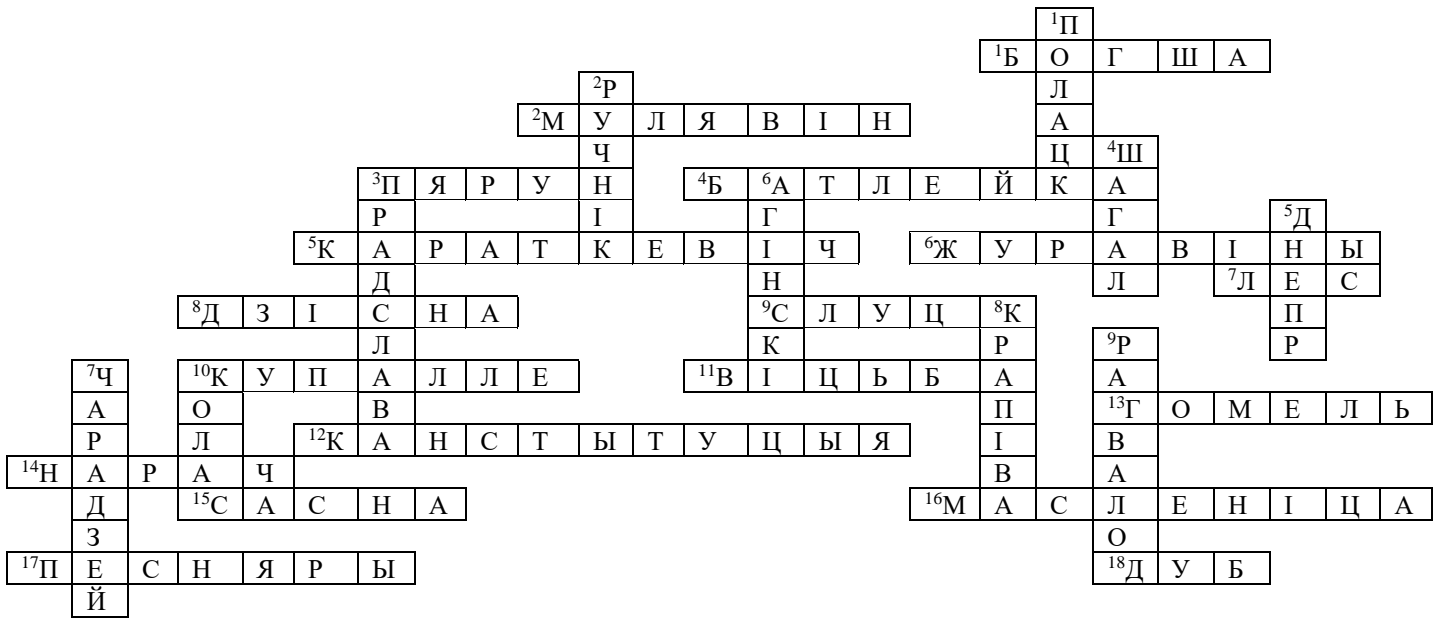 ¹П
¹Б О Г Ш А
²Р Л
²М У Л Я В І Н А
Ч Ц ⁴Ш
³П Я Р У Н ⁴Б ⁶А Т Л Е Й К А
Р І Г Г ⁵Д
⁵К А Р А Т К Е В І Ч ⁶Ж У Р А В І Н Ы
Д Н Л ⁷Л Е С
⁸Д З І С Н А ⁹С Л У Ц ⁸К П
Л К Р ⁹Р Р
⁷Ч ¹⁰К У П А Л Л Е ¹¹В І Ц Ь Б А А
А О В П ¹³Г О М Е Л Ь
Р Л ¹²К А Н С Т Ы Т У Ц Ы Я І В
¹⁴Н А Р А Ч В А
Д ¹⁵С А С Н А ¹⁶М А С Л Е Н І Ц А
З О
¹⁷П Е С Н Я Р Ы ¹⁸Д У Б
Й